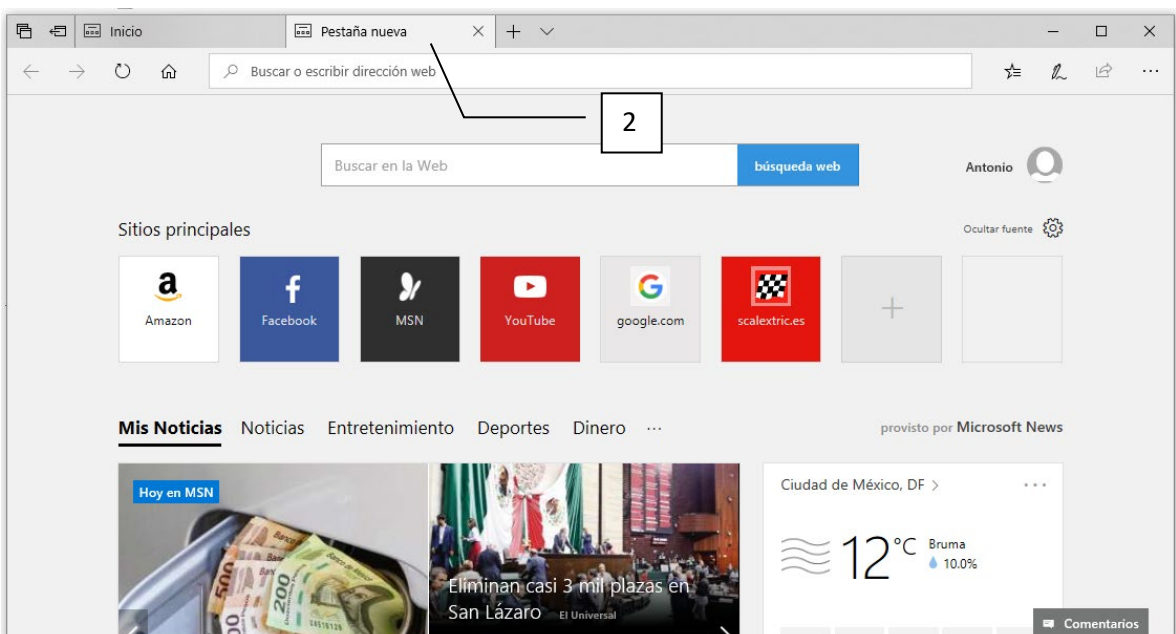 Inicio
Pestaña nueva
Buscar o escribir dirección web
2
Buscar en la Web
búsqueda web
Antonio
Sitios principales
Ocultar fuente
a
Amazon
f
Facebook
MSN
YouTube
G
google.com
scalextric.es
Mis Noticias Noticias Entretenimiento Deportes Dinero ...
provisto por Microsoft News
Hoy en MSN
500
200
Eliminan casi 3 mil plazas en
San Lázaro El Universal
Ciudad de México, DF >
12°C Bruma
10.0%
Comentarios